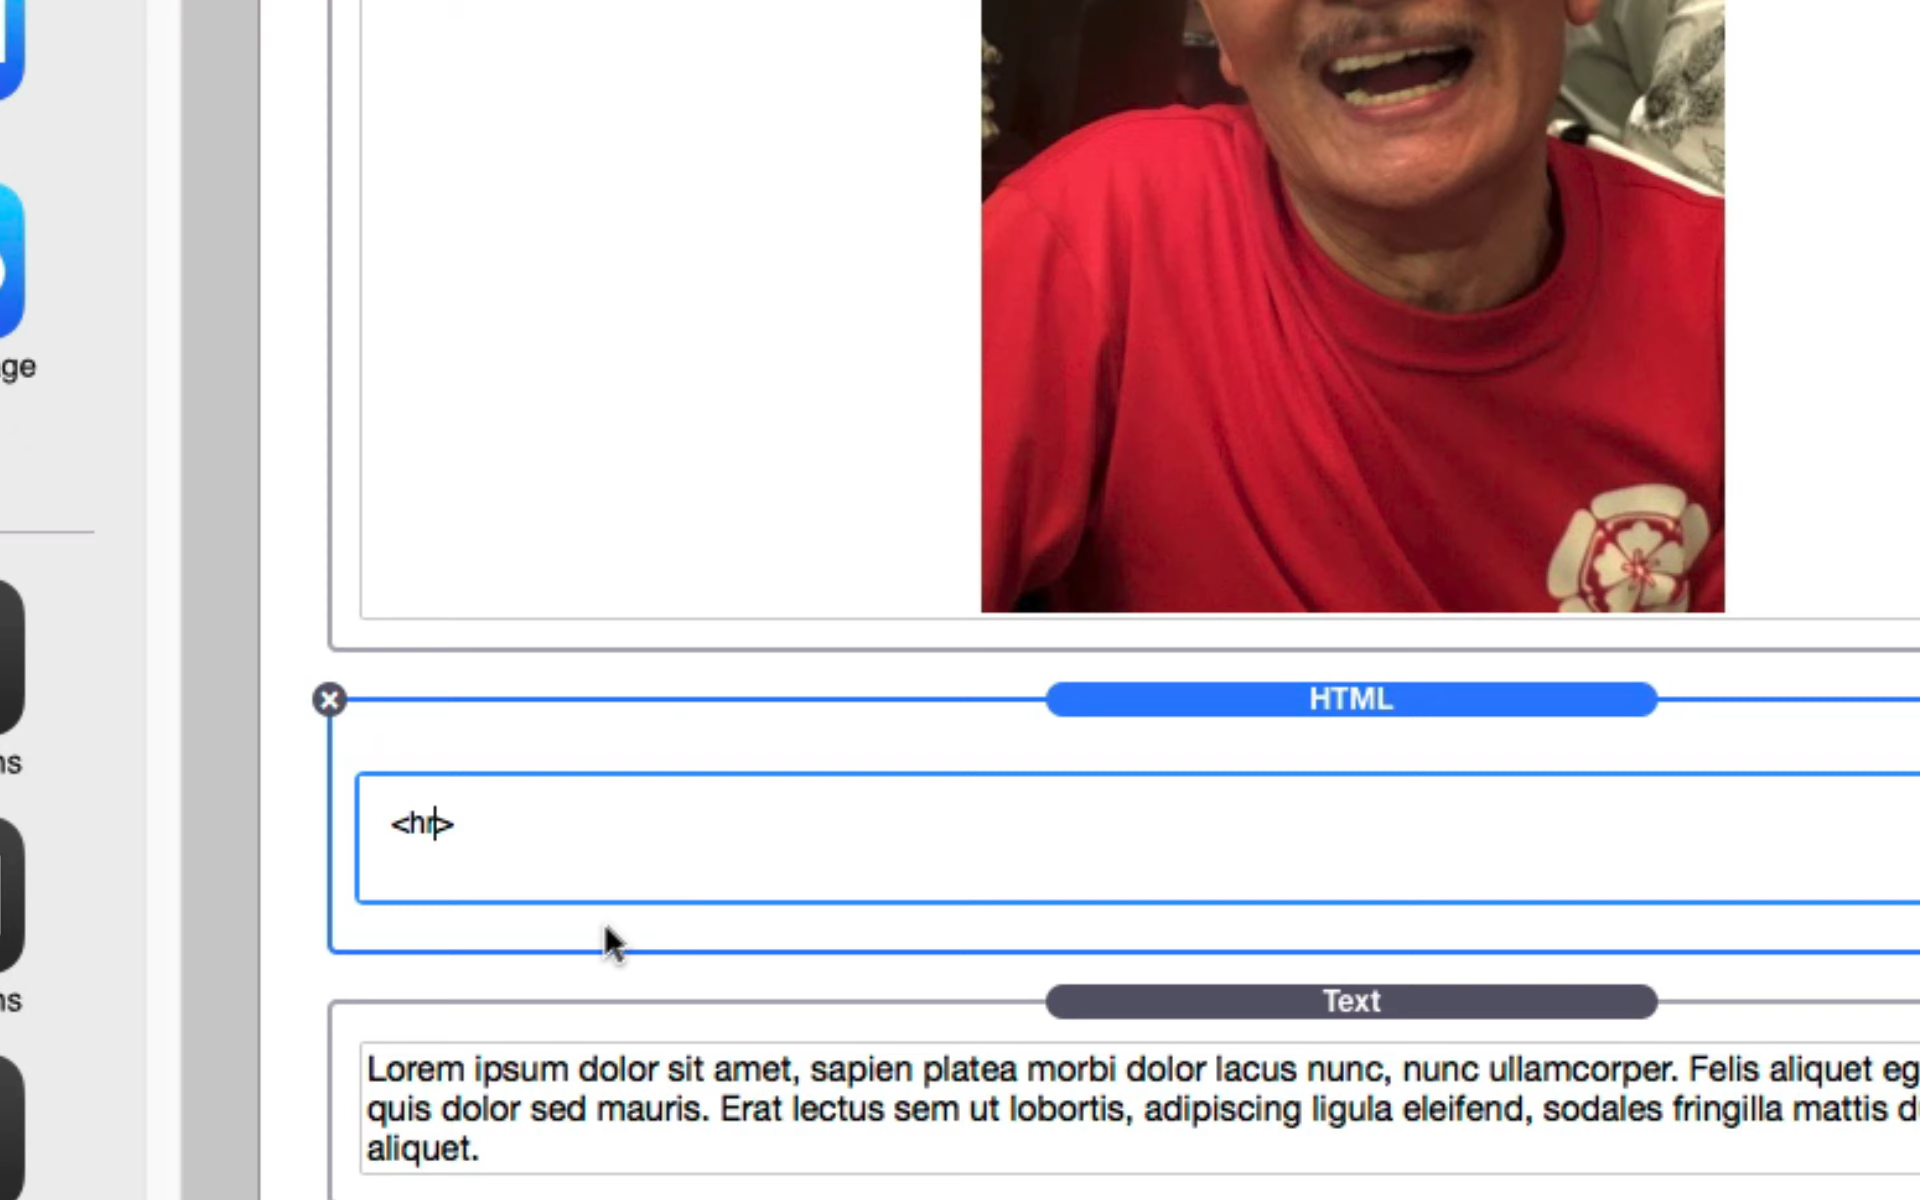 ge
HTML
<hr>
ns
ns
Text
Lorem ipsum dolor sit amet, sapien platea morbi dolor lacus nunc, nunc ullamcorper. Felis aliquet eg
quis dolor sed mauris. Erat lectus sem ut lobortis, adipiscing ligula eleifend, sodales fringilla mattis d
aliquet.